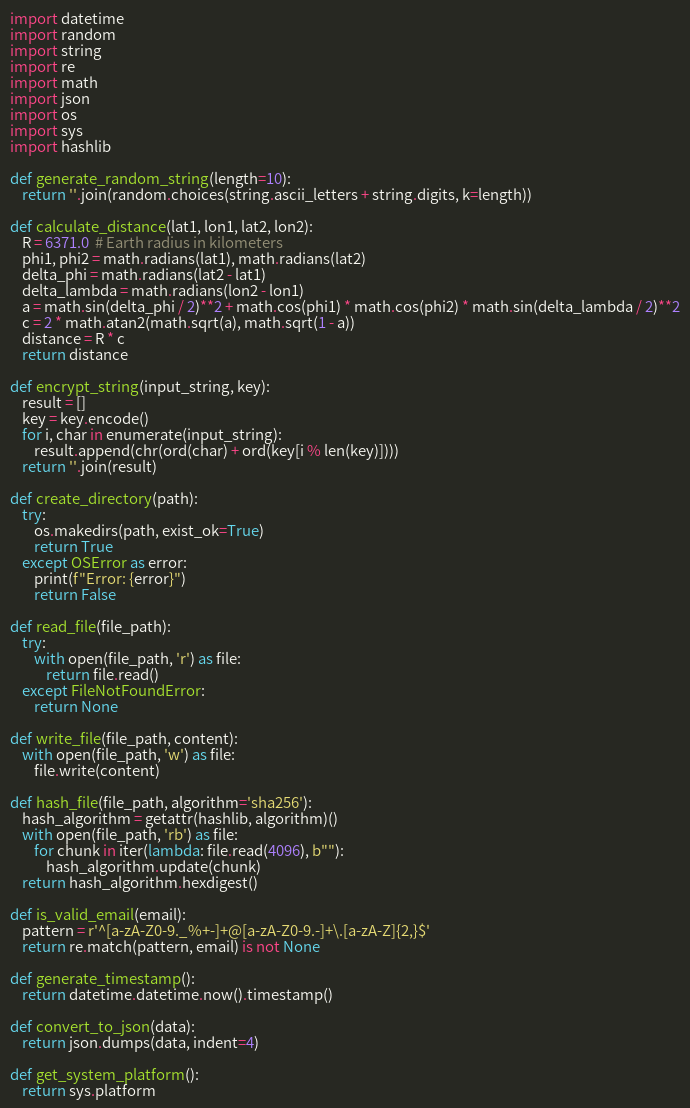 import datetime
import random
import string
import re
import math
import json
import os
import sys
import hashlib

def generate_random_string(length=10):
    return ''.join(random.choices(string.ascii_letters + string.digits, k=length))

def calculate_distance(lat1, lon1, lat2, lon2):
    R = 6371.0  # Earth radius in kilometers
    phi1, phi2 = math.radians(lat1), math.radians(lat2)
    delta_phi = math.radians(lat2 - lat1)
    delta_lambda = math.radians(lon2 - lon1)
    a = math.sin(delta_phi / 2)**2 + math.cos(phi1) * math.cos(phi2) * math.sin(delta_lambda / 2)**2
    c = 2 * math.atan2(math.sqrt(a), math.sqrt(1 - a))
    distance = R * c
    return distance

def encrypt_string(input_string, key):
    result = []
    key = key.encode()
    for i, char in enumerate(input_string):
        result.append(chr(ord(char) + ord(key[i % len(key)])))
    return ''.join(result)

def create_directory(path):
    try:
        os.makedirs(path, exist_ok=True)
        return True
    except OSError as error:
        print(f"Error: {error}")
        return False

def read_file(file_path):
    try:
        with open(file_path, 'r') as file:
            return file.read()
    except FileNotFoundError:
        return None

def write_file(file_path, content):
    with open(file_path, 'w') as file:
        file.write(content)

def hash_file(file_path, algorithm='sha256'):
    hash_algorithm = getattr(hashlib, algorithm)()
    with open(file_path, 'rb') as file:
        for chunk in iter(lambda: file.read(4096), b""):
            hash_algorithm.update(chunk)
    return hash_algorithm.hexdigest()

def is_valid_email(email):
    pattern = r'^[a-zA-Z0-9._%+-]+@[a-zA-Z0-9.-]+\.[a-zA-Z]{2,}$'
    return re.match(pattern, email) is not None

def generate_timestamp():
    return datetime.datetime.now().timestamp()

def convert_to_json(data):
    return json.dumps(data, indent=4)

def get_system_platform():
    return sys.platform